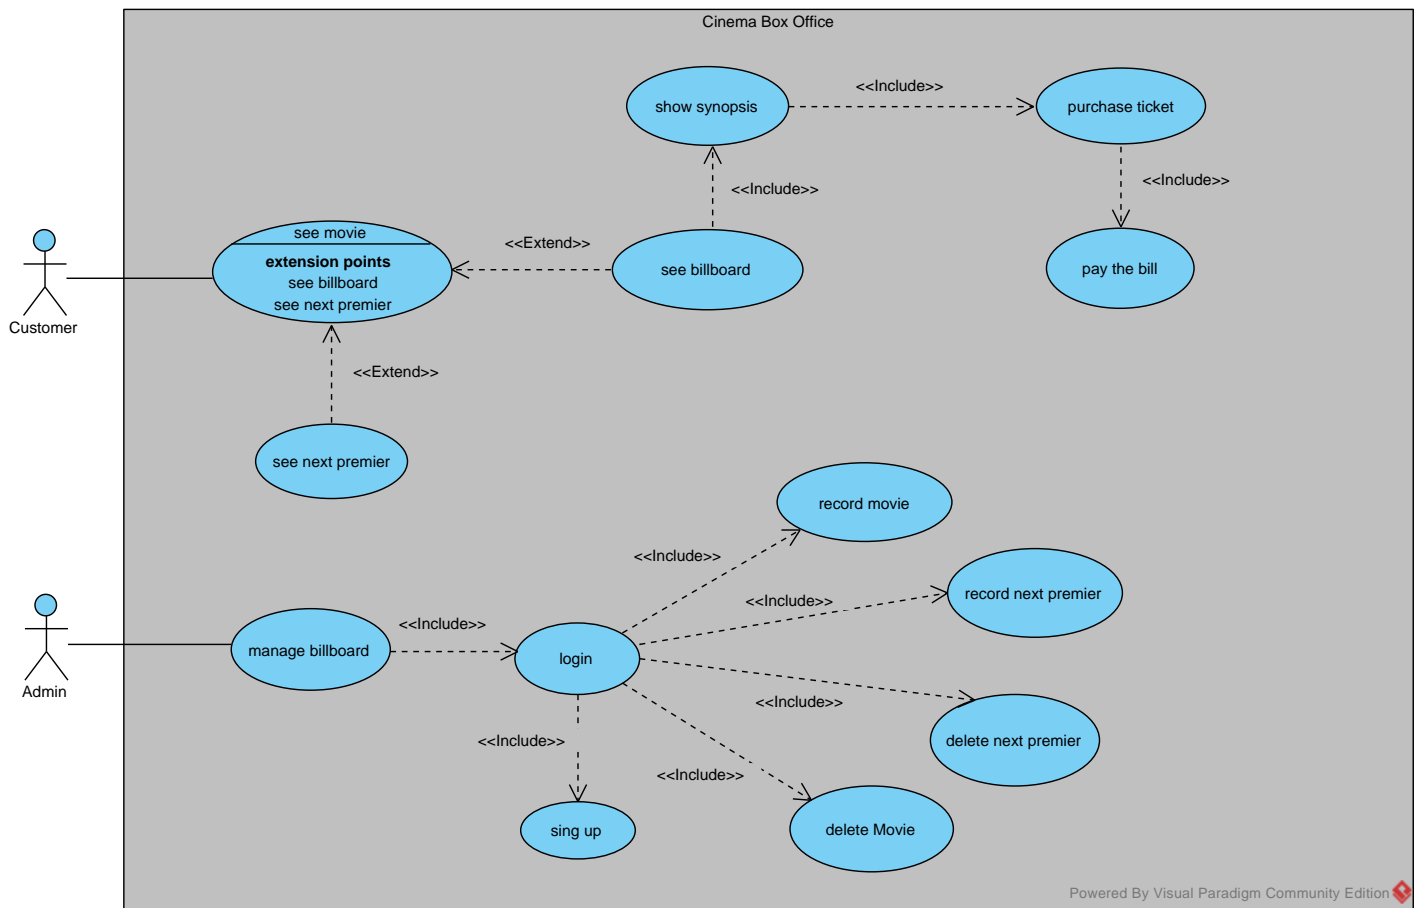 Cinema Box Office
show synopsis
<<Include>>
purchase ticket
<<Include>>
<<Include>>
see movie
extension points
see billboard
see next premier
<<Extend>>
see billboard
pay the bill
Customer
<<Extend>>
see next premier
record movie
<<Include>>
record next premier
<<Include>>
Admin
manage billboard
<<Include>>
login
<<Include>>
delete next premier
<<Include>>
<<Include>>
sing up
delete Movie
Powered By Visual Paradigm Community Edition